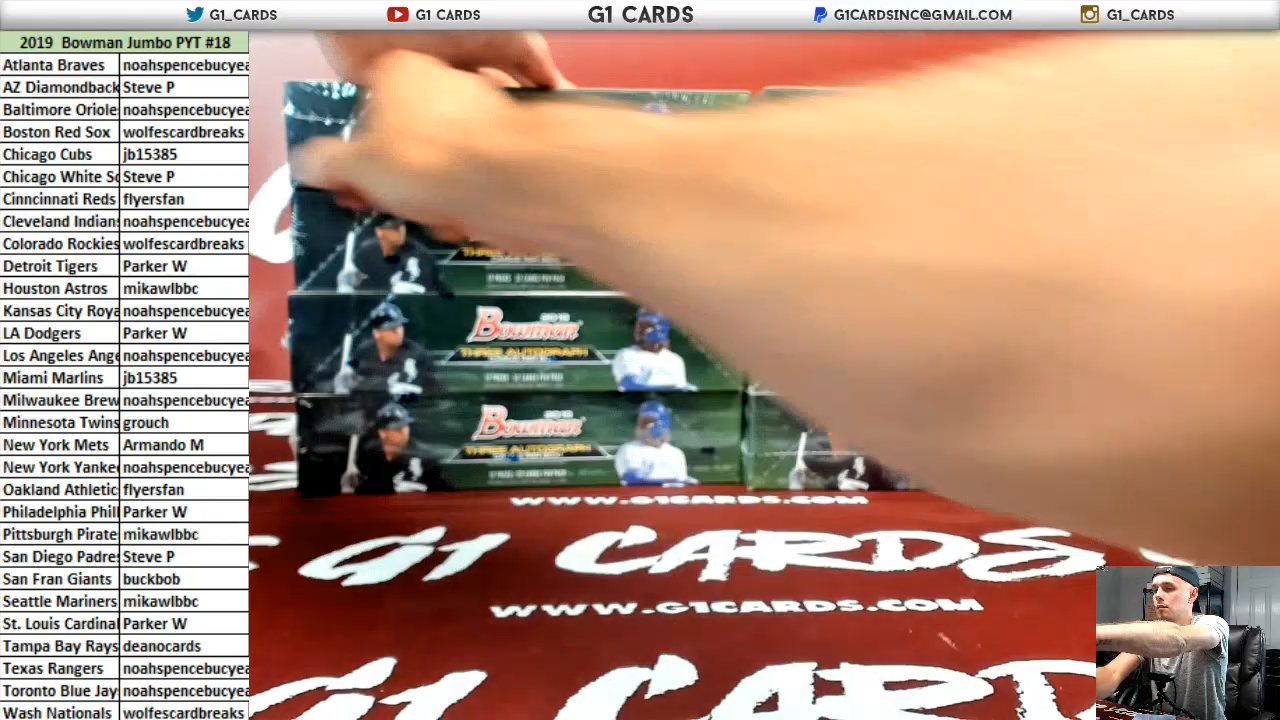 G1_CARDS G1 CARDS G1 CARDS G1CARDSINC@GMAIL.COM G1_CARDS
2019 Bowman Jumbo PYT #18
Atlanta Braves noahspencebucyea
AZ Diamondback Steve P
Baltimore Oriole noahspencebucyea
Boston Red Sox wolfescardbreaks
Chicago Cubs jb15385
Chicago White So Steve P
Cinncinnati Reds flyersfan
Cleveland Indians noahspencebucyea
Colorado Rockies wolfescardbreaks
Detroit Tigers Parker W
Houston Astros mikawlbbc
Kansas City Roya noahspencebucyea
LA Dodgers Parker W
Los Angeles Ange noahspencebucyea
Miami Marlins jb15385
Milwaukee Brew noahspencebucyea
Minnesota Twins grouch
New York Mets Armando M
New York Yankee noahspencebucyea
Oakland Athletic flyersfan
Philadelphia Phill Parker W
Pittsburgh Pirate mikawlbbc
San Diego Padres Steve P
San Fran Giants buckbob
Seattle Mariners mikawlbbc
St. Louis Cardinal Parker W
Tampa Bay Rays deanocards
Texas Rangers noahspencebucyea
Toronto Blue Jay noahspencebucyea
Wash Nationals wolfescardbreaks
THREE
2019
Bowman
THREE AUTOGRAPH
2019
Bowman
THREE AUTOGRAPH
WWW.G1CARDS.COM
G1 CARDS
WWW.G1CARDS.COM
G1 CARD